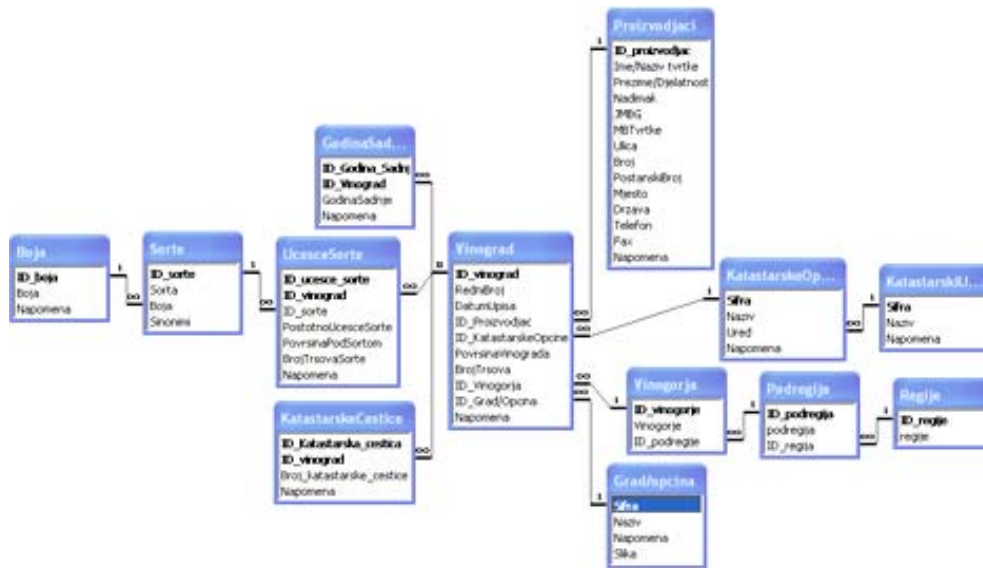 Proizvodjaci
ID_proizvodjac
Ime/Naziv tvrtke
Prezime/Djelatnost
Nadimak
JMBG
MBTvrtke
Ulica
Broj
PostanskiBroj
Mjesto
Drzava
Telefon
Fax
Napomena
GodinaSad...
ID_Godina_Sadnj
ID_Vinograd
GodinaSadnje
Napomena
Boja
ID_boja
Boja
Napomena
Sorte
ID_sorte
Sorta
Boja
Sinonimi
UcesceSorte
ID_ucesce_sorte
ID_vinograd
ID_sorte
PostotnoUcesceSorte
PovrsinaPodSortom
BrojTrsovaSorte
Napomena
Vinograd
ID_vinograd
RedniBroj
DatumUpisa
ID_Proizvodjac
ID_KatastarskeOpcine
PovrsinaVinograda
BrojTrsova
ID_Vinogorja
ID_Grad/Opcina
Napomena
KatastarskeOp...
Sifra
Naziv
Ured
Napomena
KatastarskiU...
Sifra
Naziv
Napomena
KatastarskeCestice
ID_Katastarska_cestica
ID_vinograd
Broj_katastarske_cestice
Napomena
Vinogorja
ID_vinogorje
Vinogorje
ID_podregije
Podregije
ID_podregija
podregija
ID_regija
Regije
ID_regije
regije
Grad/opcina
Sifra
Naziv
Napomena
Slika